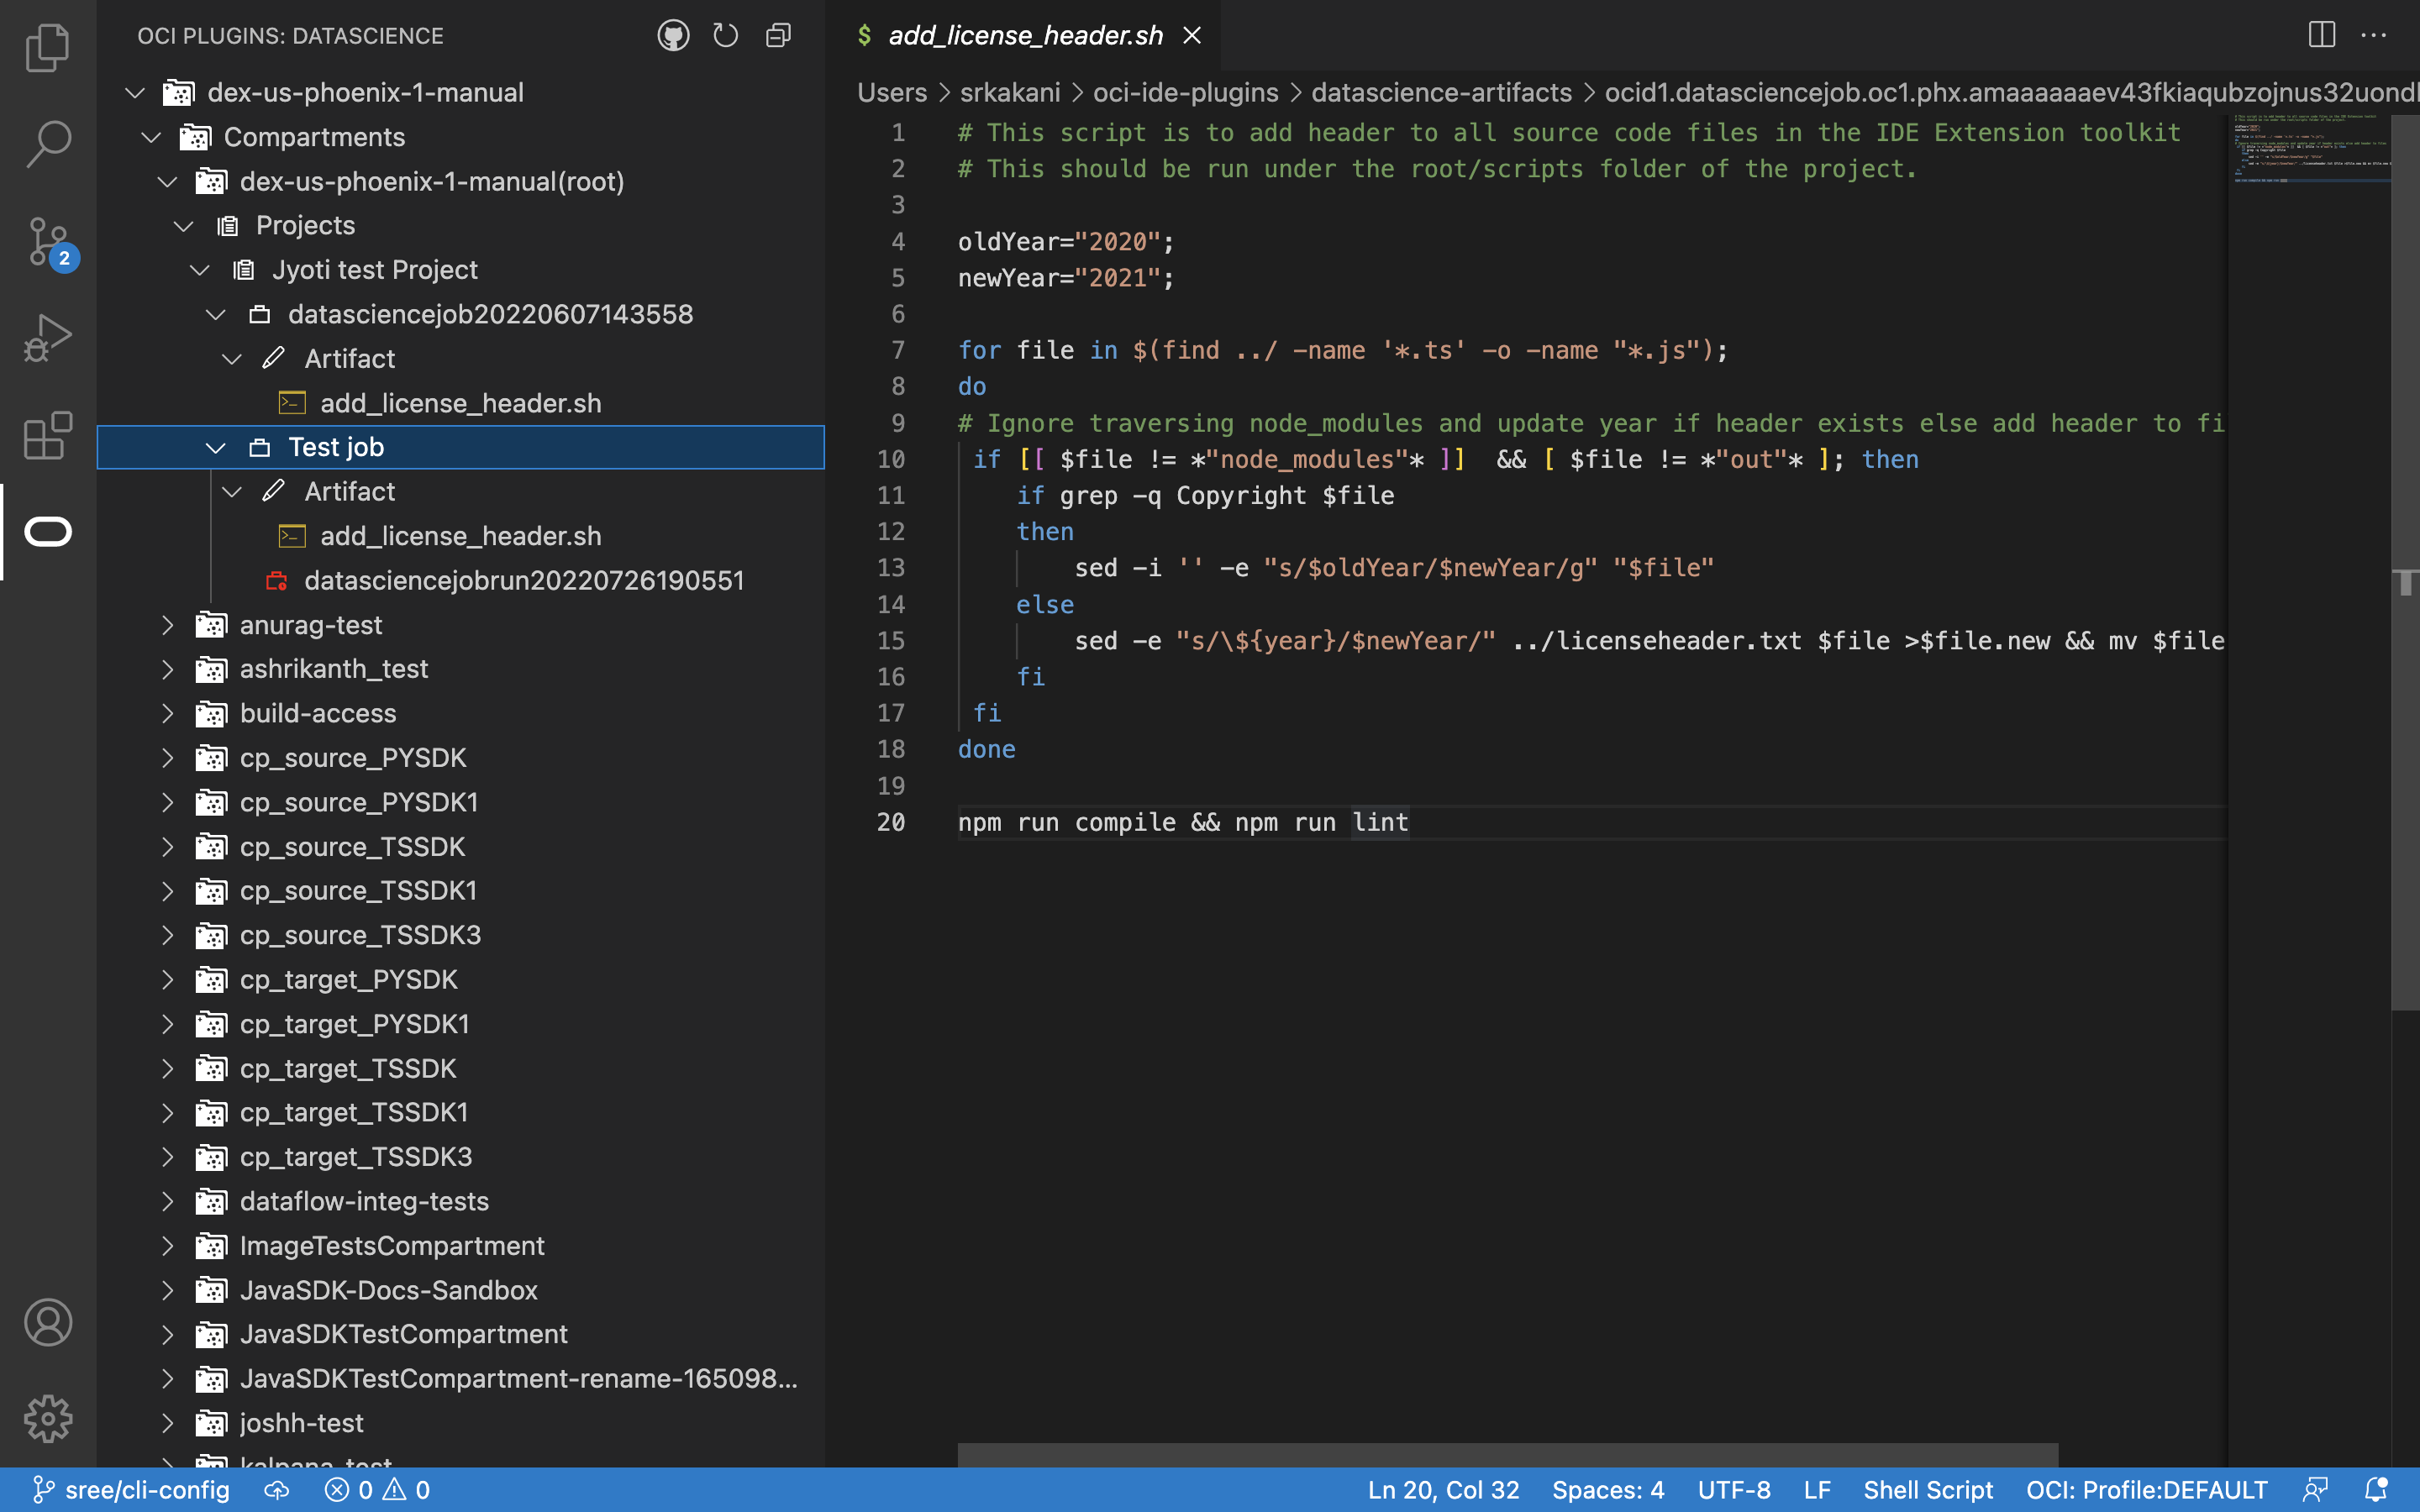 OCI PLUGINS: DATASCIENCE
dex-us-phoenix-1-manual
Compartments
dex-us-phoenix-1-manual(root)
Projects
Jyoti test Project
datasciencejob20220607143558
Artifact
add_license_header.sh
Test job
Artifact
add_license_header.sh
datasciencejobrun20220726190551
anurag-test
ashrikanth_test
build-access
cp_source_PYSDK
cp_source_PYSDK1
cp_source_TSSDK
cp_source_TSSDK1
cp_source_TSSDK3
cp_target_PYSDK
cp_target_PYSDK1
cp_target_TSSDK
cp_target_TSSDK1
cp_target_TSSDK3
dataflow-integ-tests
ImageTestsCompartment
JavaSDK-Docs-Sandbox
JavaSDKTestCompartment
JavaSDKTestCompartment-rename-165098...
joshh-test
kalpana_test
2
$ add_license_header.sh
Users > srkakani > oci-ide-plugins > datascience-artifacts > ocid1.datasciencejob.oc1.phx.amaaaaaaev43fkiaqubzojnus32uondl
1 # This script is to add header to all source code files in the IDE Extension toolkit
2 # This should be run under the root/scripts folder of the project.
3
4 oldYear="2020";
5 newYear="2021";
6
7 for file in $(find ../ -name '*.ts' -o -name "*.js");
8 do
9 # Ignore traversing node_modules and update year if header exists else add header to fi
10 if [[ $file != *"node_modules"* ]]  && [ $file != *"out"* ]; then
11 if grep -q Copyright $file
12 then
13 sed -i '' -e "s/$oldYear/$newYear/g" "$file"
14 else
15 sed -e "s/\${year}/$newYear/" ../licenseheader.txt $file >$file.new && mv $file
16 fi
17 fi
18 done
19
20 npm run compile && npm run lint
sree/cli-config 0 0 Ln 20, Col 32 Spaces: 4 UTF-8 LF Shell Script OCI: Profile:DEFAULT